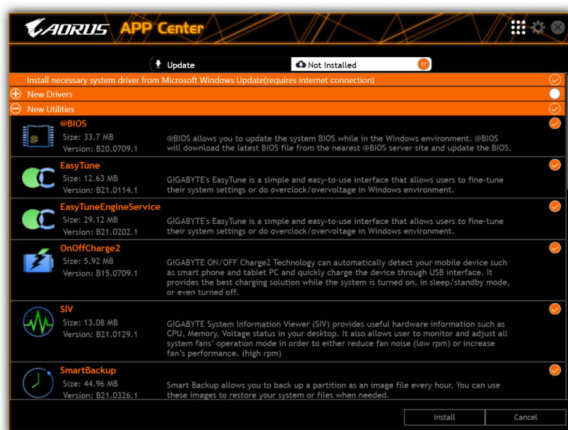 AORUS APP Center
Update
Not Installed
Install necessary system driver from Microsoft Windows Update(requires internet connection)
New Drivers
New Utilities
@BIOS
Size: 33.7 MB
Version: B20.0709.1
@BIOS allows you to update the system BIOS while in the Windows environment. @BIOS
will download the latest BIOS file from the nearest @BIOS server site and update the BIOS.
EasyTune
Size: 12.63 MB
Version: B21.0114.1
GIGABYTE's EasyTune is a simple and easy-to-use interface that allows users to fine-tune
their system settings or do overclock/overvoltage in Windows environment.
EasyTuneEngineService
Size: 29.12 MB
Version: B21.0202.1
GIGABYTE's EasyTune is a simple and easy-to-use interface that allows users to fine-tune
their system settings or do overclock/overvoltage in Windows environment.
OnOffCharge2
Size: 5.92 MB
Version: B15.0709.1
GIGABYTE ON/OFF Charge2 Technology can automatically detect your mobile device such
as smart phone and tablet PC and quickly charge the device through USB interface. It
provides the best charging solution while the system is turned on, in sleep/standby mode,
or even turned off.
SIV
Size: 13.08 MB
Version: B21.0129.1
GIGABYTE System Information Viewer (SIV) provides useful hardware information such as
CPU, Memory, Voltage status in your desktop. It also allows user to monitor and adjust all
system fans' operation mode in order to either reduce fan noise (low rpm) or increase
fan's performance. (high rpm)
SmartBackup
Size: 44.96 MB
Version: B21.0326.1
Smart Backup allows you to back up a partition as an image file every hour. You can use
these images to restore your system or files when needed.
Install
Cancel